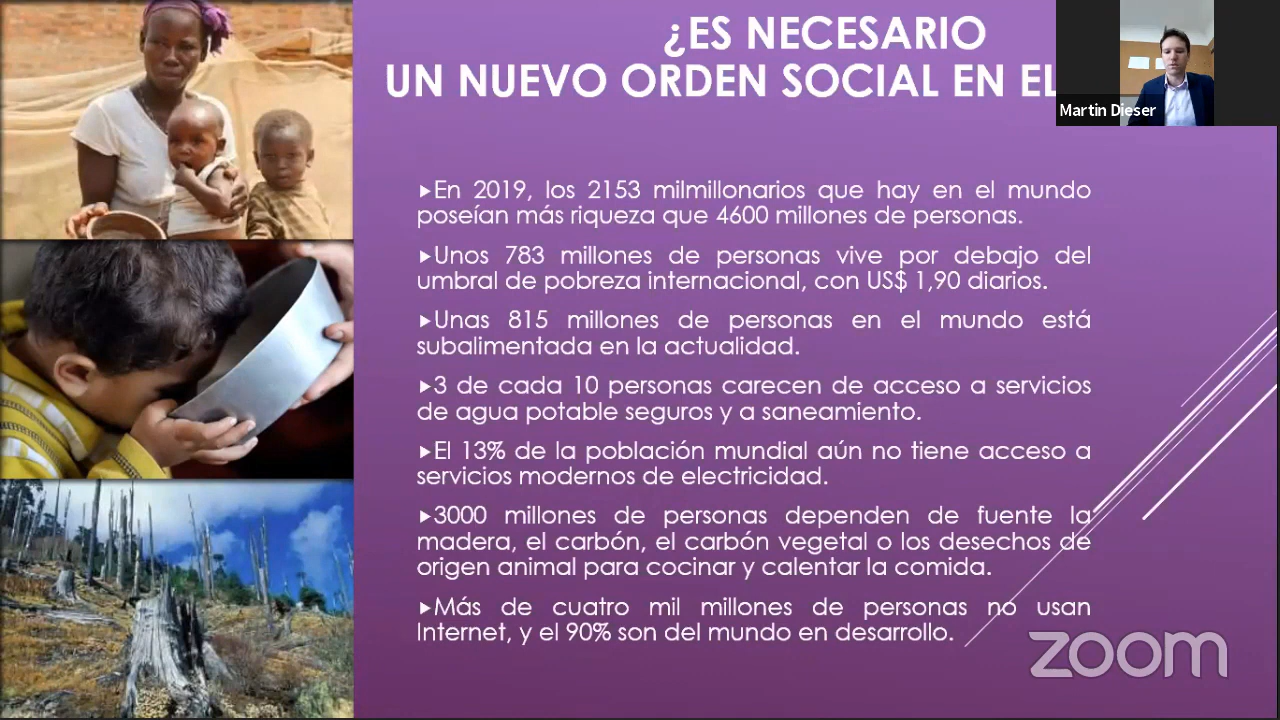 ¿ES NECESARIO
UN NUEVO ORDEN SOCIAL EN EL
Martin Dieser
En 2019, los 2153 milmillonarios que hay en el mundo
poseían más riqueza que 4600 millones de personas.
Unos 783 millones de personas vive por debajo del
umbral de pobreza internacional, con US$ 1,90 diarios.
Unas 815 millones de personas en el mundo está
subalimentada en la actualidad.
3 de cada 10 personas carecen de acceso a servicios
de agua potable seguros y a saneamiento.
El 13% de la población mundial aún no tiene acceso a
servicios modernos de electricidad.
3000 millones de personas dependen de fuente la
madera, el carbón, el carbón vegetal o los desechos de
origen animal para cocinar y calentar la comida.
Más de cuatro mil millones de personas no usan
Internet, y el 90% son del mundo en desarrollo.
zoom